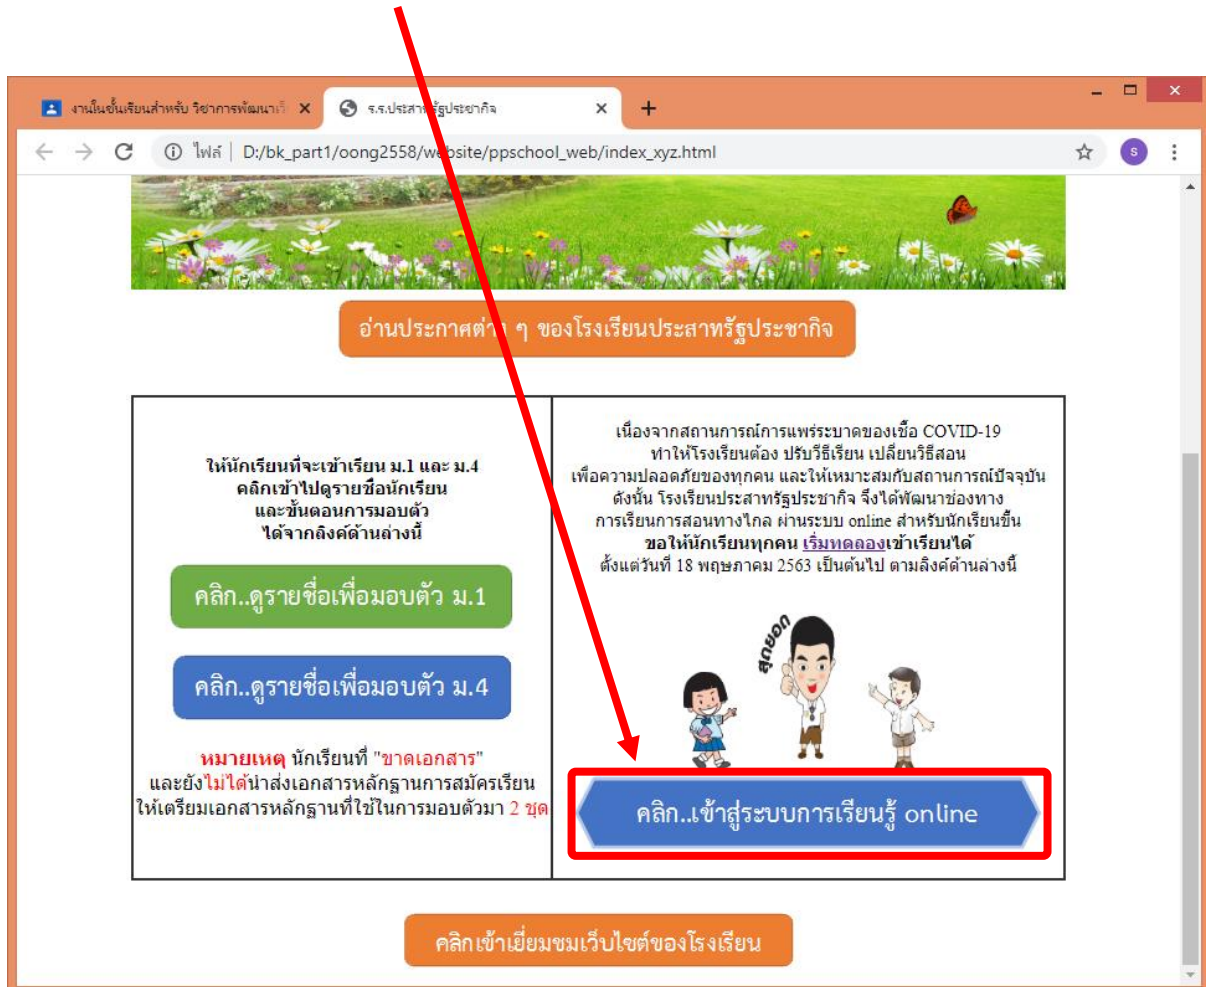 งานในชั้นเรียนสำหรับ วิชาการพัฒนาเว็
ร.ร.ประสาทรัฐประชากิจ
ไฟล์ D:/bk_part1/oong2558/website/ppschool_web/index_xyz.html
s
อ่านประกาศต่าง ๆ ของโรงเรียนประสาทรัฐประชากิจ
ให้นักเรียนที่จะเข้าเรียน ม.1 และ ม.4
คลิกเข้าไปดูรายชื่อนักเรียน
และขั้นตอนการมอบตัว
ได้จากลิงค์ด้านล่างนี้
คลิก..ดูรายชื่อเพื่อมอบตัว ม.1
คลิก..ดูรายชื่อเพื่อมอบตัว ม.4
หมายเหตุ นักเรียนที่ "ขาดเอกสาร"
และยังไม่ได้นำส่งเอกสารหลักฐานการสมัครเรียน
ให้เตรียมเอกสารหลักฐานที่ใช้ในการมอบตัวมา 2 ชุด
เนื่องจากสถานการณ์การแพร่ระบาดของเชื้อ COVID-19
ทำให้โรงเรียนต้อง ปรับวิธีเรียน เปลี่ยนวิธีสอน
เพื่อความปลอดภัยของทุกคน และให้เหมาะสมกับสถานการณ์ปัจจุบัน
ดังนั้น โรงเรียนประสาทรัฐประชากิจ จึงได้พัฒนาช่องทาง
การเรียนการสอนทางไกล ผ่านระบบ online สำหรับนักเรียนขึ้น
ขอให้นักเรียนทุกคน เริ่มทดลองเข้าเรียนได้
ตั้งแต่วันที่ 18 พฤษภาคม 2563 เป็นต้นไป ตามลิงค์ด้านล่างนี้
สุดยอด
คลิก..เข้าสู่ระบบการเรียนรู้ online
คลิกเข้าเยี่ยมชมเว็บไซต์ของโรงเรียน